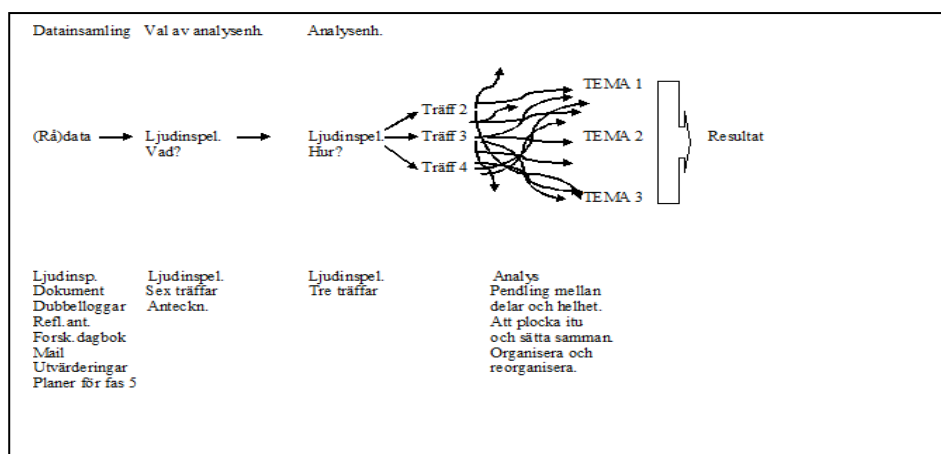 Datainsamling Val av analysenh. Analysenh.
TEMA 1
Träff 2
(Rå)data Ljudinspel. Ljudinspel. Träff 3 TEMA 2 Resultat
Vad? Hur?
Träff 4
TEMA 3
Ljudinsp. Ljudinspel. Ljudinspel. Analys
Dokument Sex träffar Tre träffar Pendling mellan
Dubbelloggar Anteckn. delar och helhet.
Refl.ant. Att plocka itu
Forsk.dagbok och sätta samman.
Mail Organisera och
Utvärderingar reorganisera.
Planer för fas 5